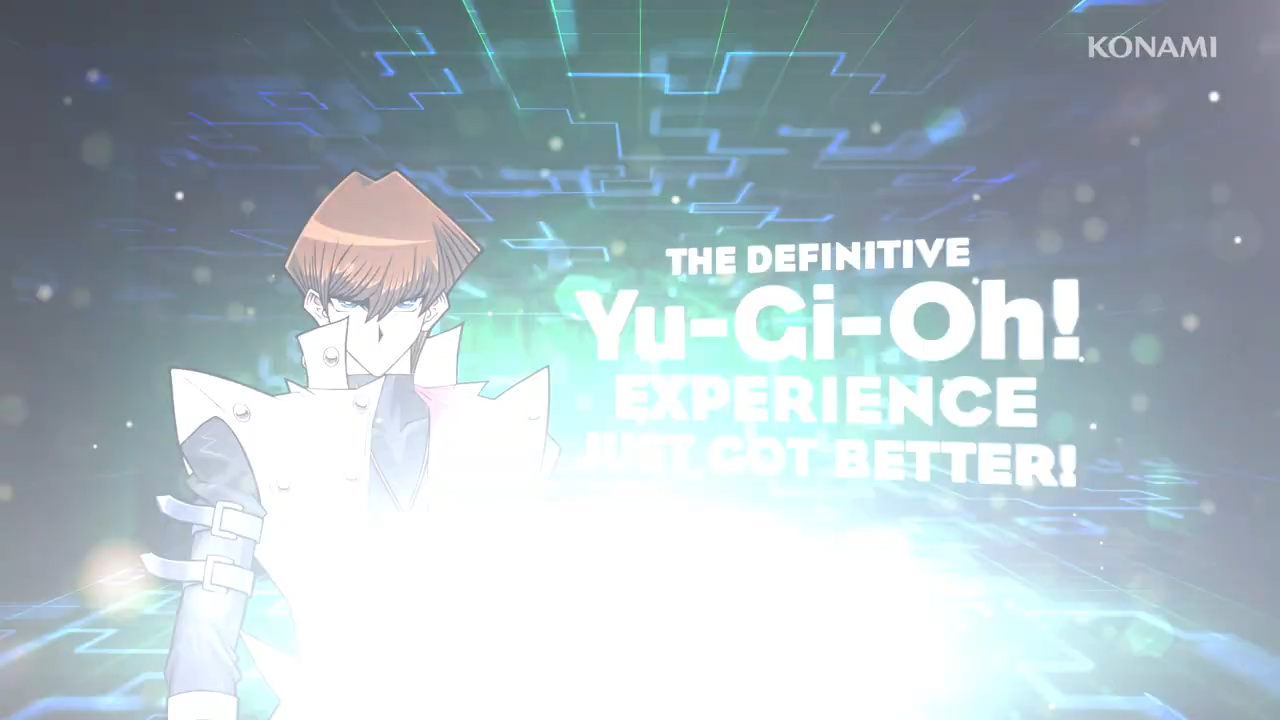 KONAMI
THE DEFINITIVE
Yu-Gi-Oh!
EXPERIENCE
JUST GOT BETTER!